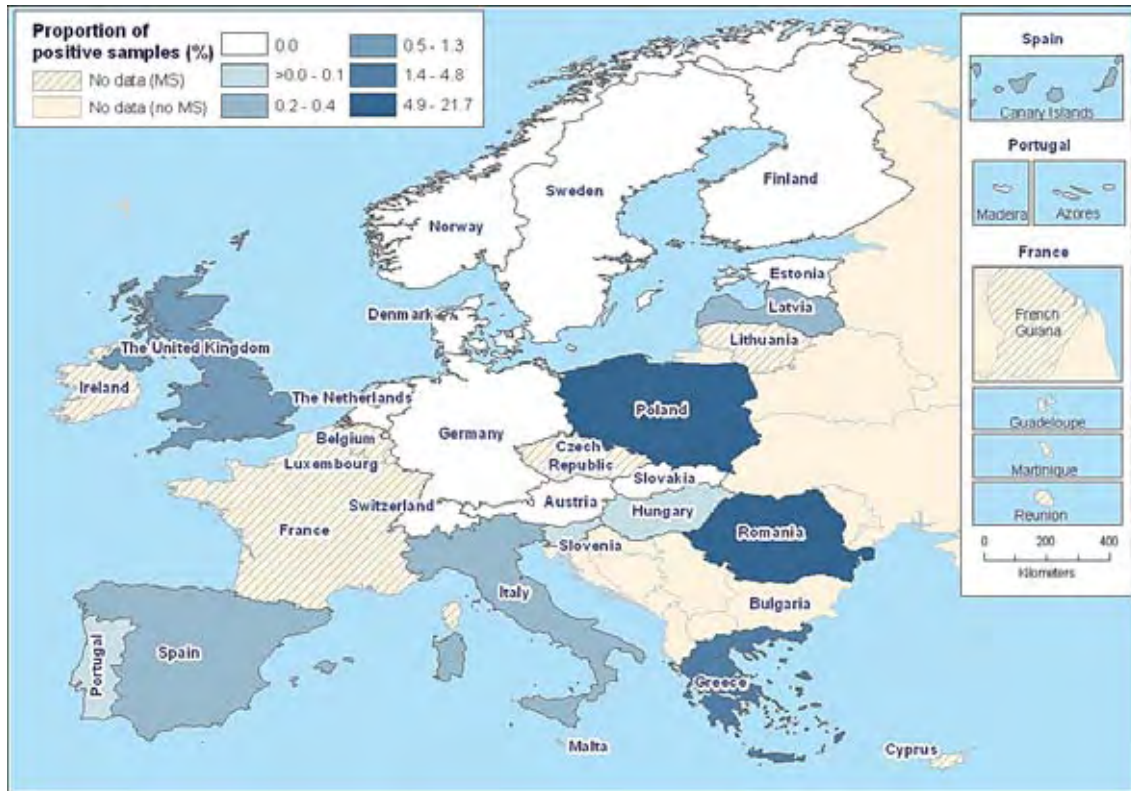 Proportion of
positive samples (%)
No data (MS)
No data (no MS)
0.0
>0.0 - 0.1
0.2 - 0.4
0.5 - 1.3
1.4 - 4.8
4.9 - 21.7
Spain
Canary Islands
Portugal
Madeira
Azores
France
French
Guiana
Guadeloupe
Martinique
Reunion
0 200 400
Kilometers
Finland
Sweden
Norway
Estonia
Latvia
Denmark
Lithuania
The United Kingdom
Ireland
The Netherlands
Poland
Germany
Belgium
Czech
Republic
Luxembourg
Slovakia
Switzerland
Austria
Hungary
France
Slovenia
Romania
Italy
Bulgaria
Portugal
Spain
Greece
Malta
Cyprus